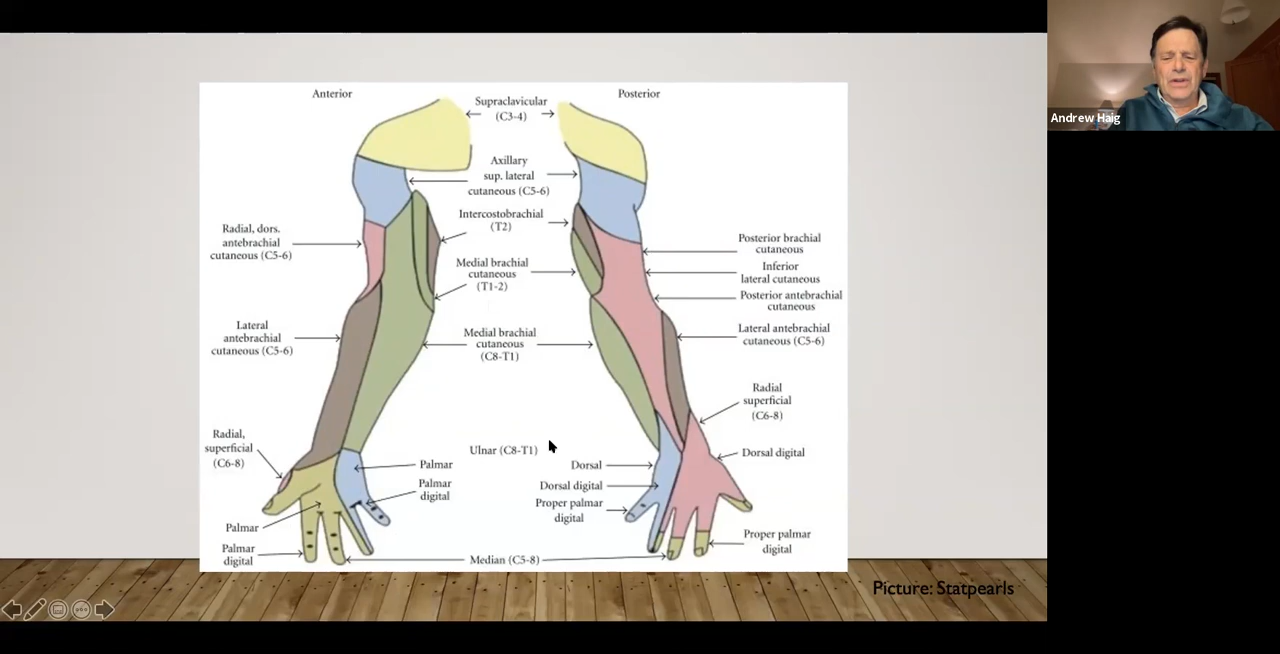 Andrew Haig
Anterior
Posterior
Supraclavicular
(C3-4)
Axillary
sup. lateral
cutaneous (C5-6)
Intercostobrachial
(T2)
Radial, dors.
antebrachial
cutaneous (C5-6)
Posterior brachial
cutaneous
Medial brachial
cutaneous
(T1-2)
Inferior
lateral cutaneous
Posterior antebrachial
cutaneous
Lateral
antebrachial
cutaneous (C5-6)
Medial brachial
cutaneous
(C8-T1)
Lateral antebrachial
cutaneous (C5-6)
Radial
superficial
(C6-8)
Radial,
superficial
(C6-8)
Ulnar (C8-T1)
Dorsal digital
Palmar
Dorsal
Palmar
digital
Dorsal digital
Proper palmar
digital
Palmar
Proper palmar
digital
Palmar
digital
Median (C5-8)
Picture: Statpearls